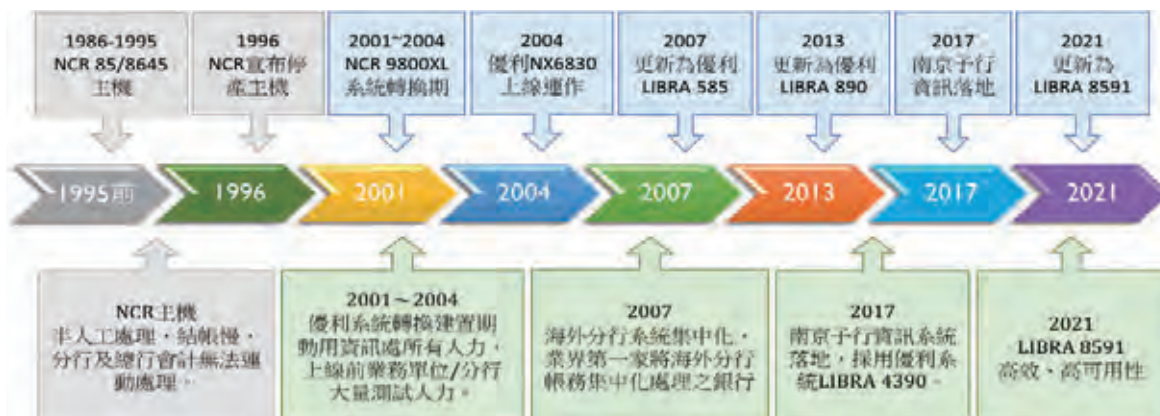 1986-1995
NCR 85/8645
主機
1996
NCR宣布停
產主機
2001~2004
NCR 9800XL
系統轉換期
2004
優利NX6830
上線運作
2007
更新為優利
LIBRA 585
2013
更新為優利
LIBRA 890
2017
南京子行
資訊落地
2021
更新為
LIBRA 8591
1995前
1996
2001
2004
2007
2013
2017
2021
NCR主機
半人工處理,結帳慢,
分行及總行會計無法連
動處理。
2001~2004
優利系統轉換建置期
動用資訊處所有人力,
上線前業務單位/分行
大量測試人力。
2007
海外分行系統集中化,
業界第一家將海外分行
帳務集中化處理之銀行
2017
南京子行資訊系統
落地,採用優利系
統LIBRA 4390。
2021
LIBRA 8591
高效、高可用性